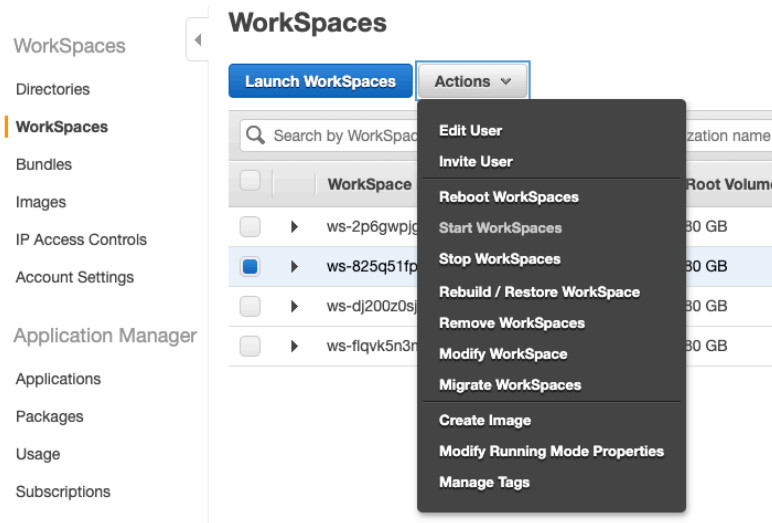 WorkSpaces
Directories
WorkSpaces
Bundles
Images
IP Access Controls
Account Settings
Application Manager
Applications
Packages
Usage
Subscriptions
WorkSpaces
Launch WorkSpaces
Actions
Search by WorkSpac
zation name
WorkSpace
Root Volume
ws-2p6gwpjg
80 GB
ws-825q51fp
80 GB
ws-dj200z0sj
80 GB
ws-flqvk5n3r
80 GB
Edit User
Invite User
Reboot WorkSpaces
Start WorkSpaces
Stop WorkSpaces
Rebuild / Restore WorkSpace
Remove WorkSpaces
Modify WorkSpace
Migrate WorkSpaces
Create Image
Modify Running Mode Properties
Manage Tags